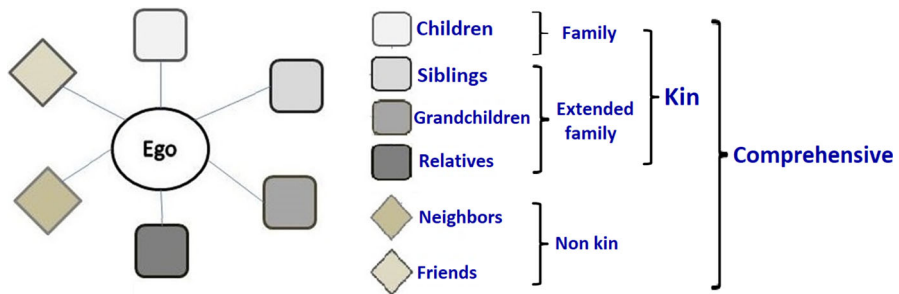 Ego
Children
Family
Siblings
Grandchildren
Extended
family
Relatives
Kin
Neighbors
Non kin
Friends
Comprehensive